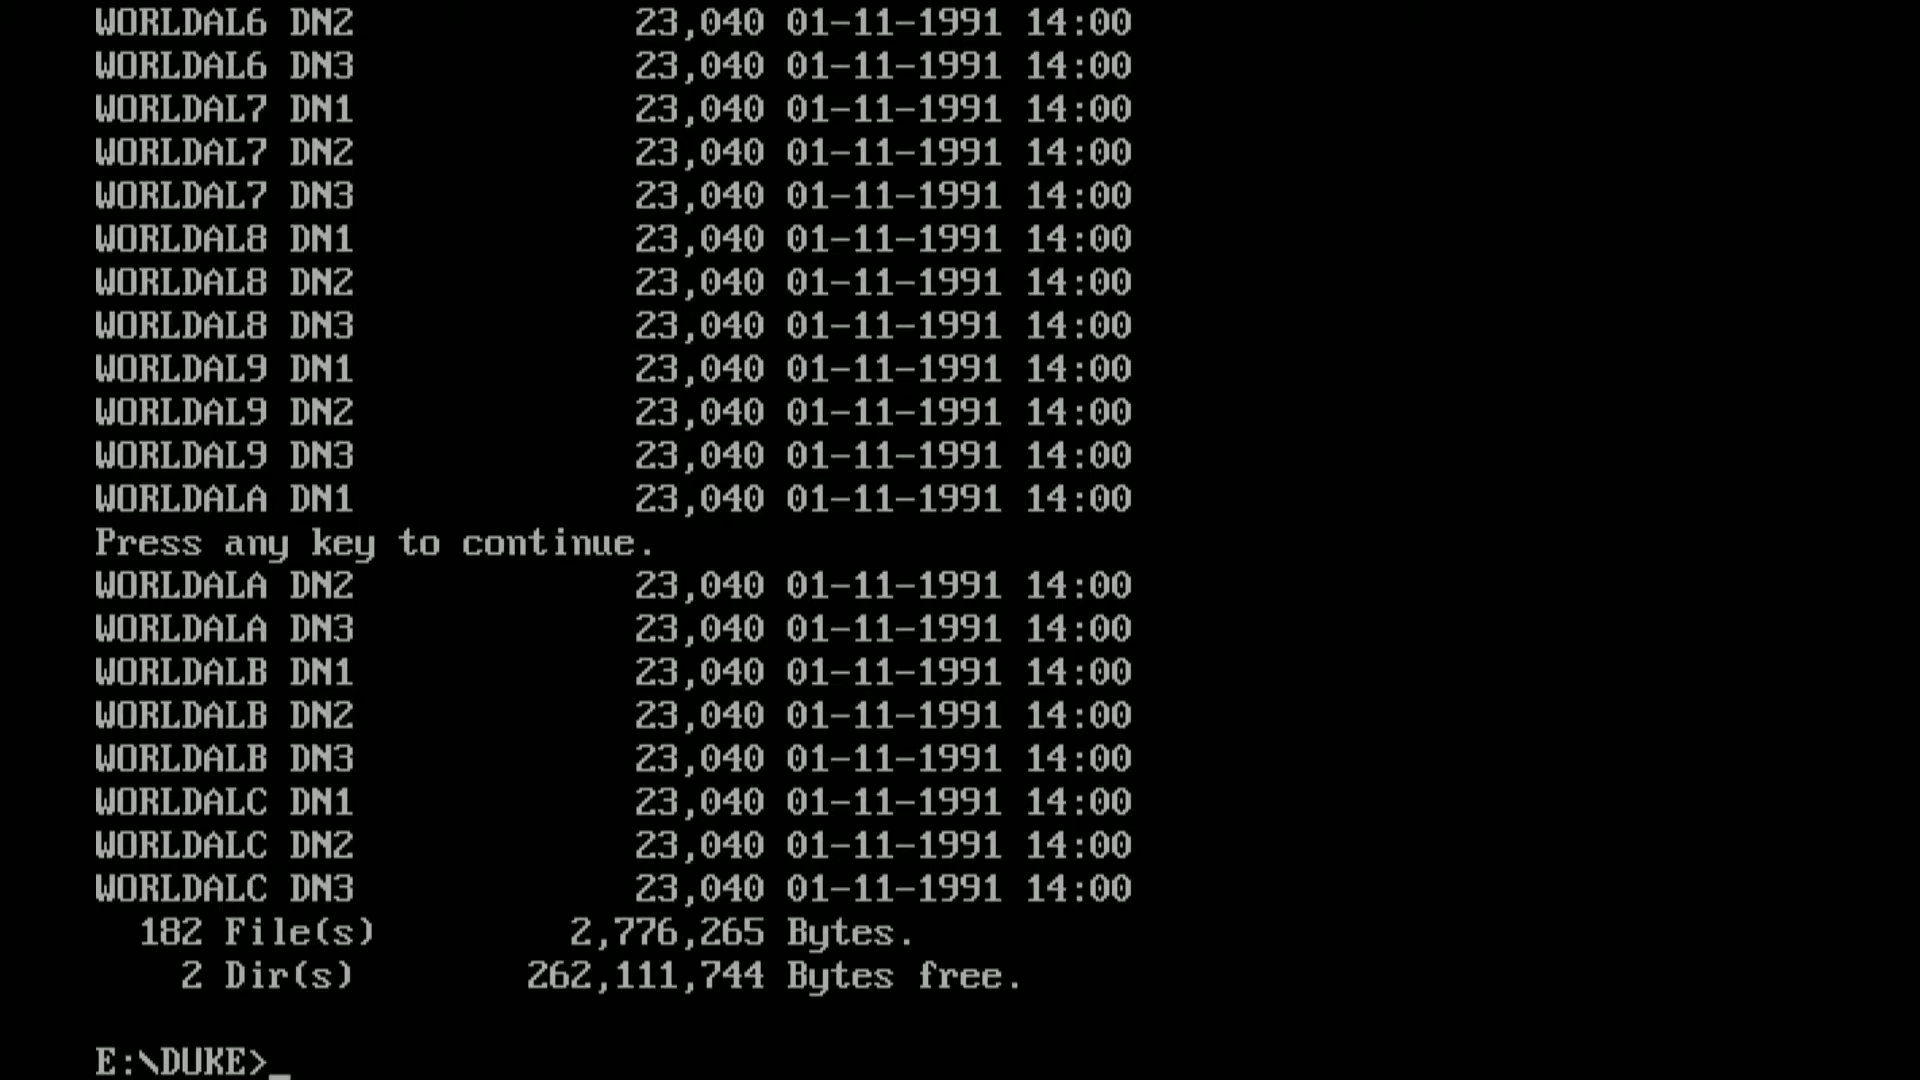 WORLDAL6 DN2 23,040 01-11-1991 14:00
WORLDAL6 DN3 23,040 01-11-1991 14:00
WORLDAL7 DN1 23,040 01-11-1991 14:00
WORLDAL7 DN2 23,040 01-11-1991 14:00
WORLDAL7 DN3 23,040 01-11-1991 14:00
WORLDAL8 DN1 23,040 01-11-1991 14:00
WORLDAL8 DN2 23,040 01-11-1991 14:00
WORLDAL8 DN3 23,040 01-11-1991 14:00
WORLDAL9 DN1 23,040 01-11-1991 14:00
WORLDAL9 DN2 23,040 01-11-1991 14:00
WORLDAL9 DN3 23,040 01-11-1991 14:00
WORLDALA DN1 23,040 01-11-1991 14:00
Press any key to continue.
WORLDALA DN2 23,040 01-11-1991 14:00
WORLDALA DN3 23,040 01-11-1991 14:00
WORLDALB DN1 23,040 01-11-1991 14:00
WORLDALB DN2 23,040 01-11-1991 14:00
WORLDALB DN3 23,040 01-11-1991 14:00
WORLDALC DN1 23,040 01-11-1991 14:00
WORLDALC DN2 23,040 01-11-1991 14:00
WORLDALC DN3 23,040 01-11-1991 14:00
182 File(s) 2,776,265 Bytes.
2 Dir(s) 262,111,744 Bytes free.
E:\DUKE>_